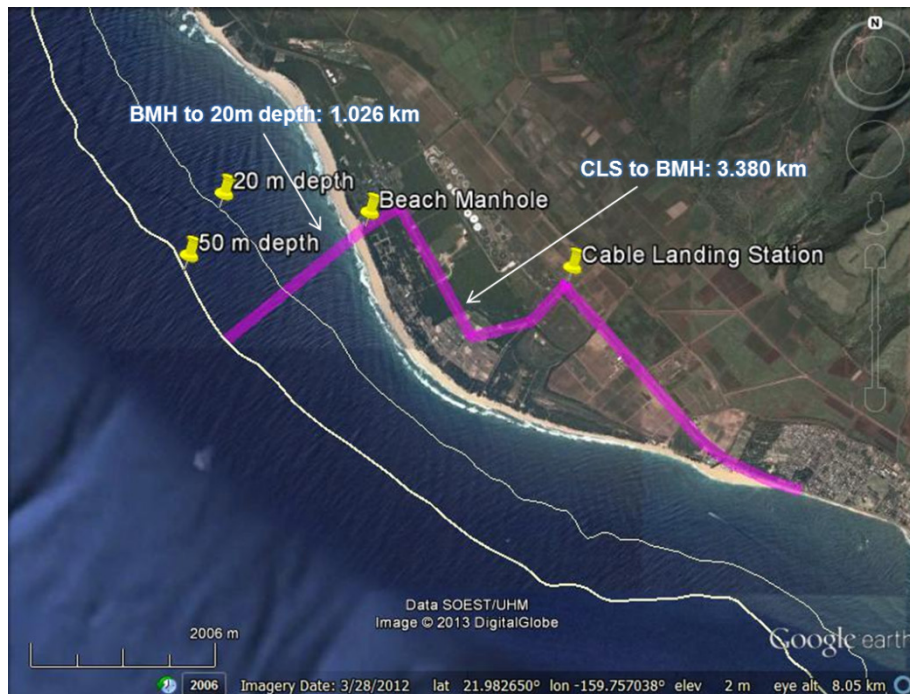 N
BMH to 20m depth: 1.026 km
CLS to BMH: 3.380 km
20 m depth
Beach Manhole
50 m depth
Cable Landing Station
Data SOEST/UHM
Image © 2013 DigitalGlobe
2006 m
Google earth
2006 Imagery Date: 3/28/2012 lat 21.982650° lon -159.757038° elev 2 m eye alt 8.05 km